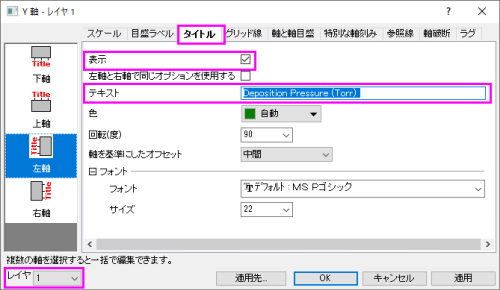 Y 軸 - レイヤ 1
スケール 目盛ラベル タイトル グリッド線 軸と軸目盛 特別な軸刻み 参照線 軸破断 ラグ
Title
下軸
Title
上軸
Title
左軸
Title
右軸
表示
左軸と右軸で同じオプションを使用する
テキスト Deposition Pressure (Torr)
色 自動
回転(度) 90
軸を基準にしたオフセット 中間
フォント
フォント デフォルト: MS Pゴシック
サイズ 22
複数の軸を選択すると一括で編集できます。
レイヤ 1 適用先... OK キャンセル 適用